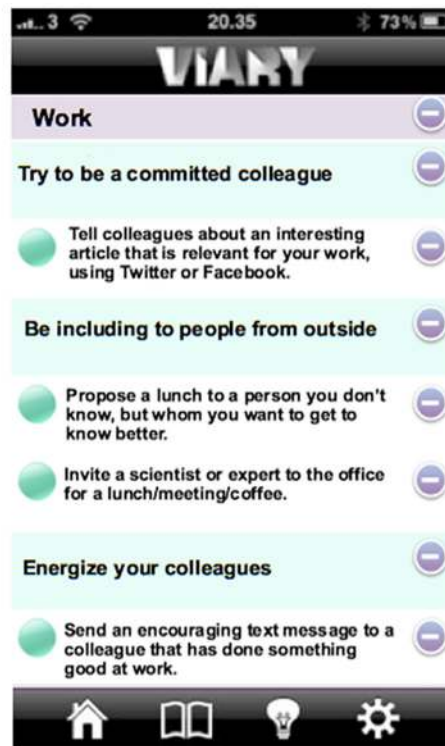 3 20.35 73%
VIARY
Work
Try to be a committed colleague
Tell colleagues about an interesting
article that is relevant for your work,
using Twitter or Facebook.
Be including to people from outside
Propose a lunch to a person you don't
know, but whom you want to get to
know better.
Invite a scientist or expert to the office
for a lunch/meeting/coffee.
Energize your colleagues
Send an encouraging text message to a
colleague that has done something
good at work.